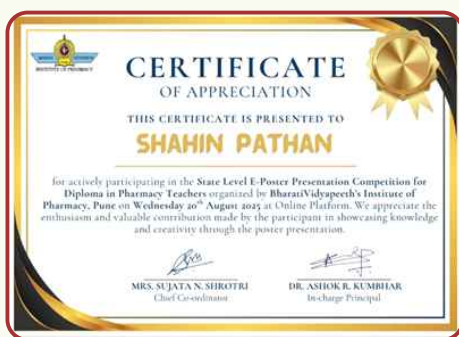 INSTITUTE OF PHARMACY
CERTIFICATE
OF APPRECIATION
THIS CERTIFICATE IS PRESENTED TO
SHAHIN PATHAN
for actively participating in the State Level E-Poster Presentation Competition for
Diploma in Pharmacy Teachers organized by BharatiVidyapeeth's Institute of
Pharmacy, Pune on Wednesday 20th August 2025 at Online Platform. We appreciate the
enthusiasm and valuable contribution made by the participant in showcasing knowledge
and creativity through the poster presentation.
MRS. SUJATA N. SHROTRI
Chief Co-ordinator
DR. ASHOK R. KUMBHAR
In-charge Principal